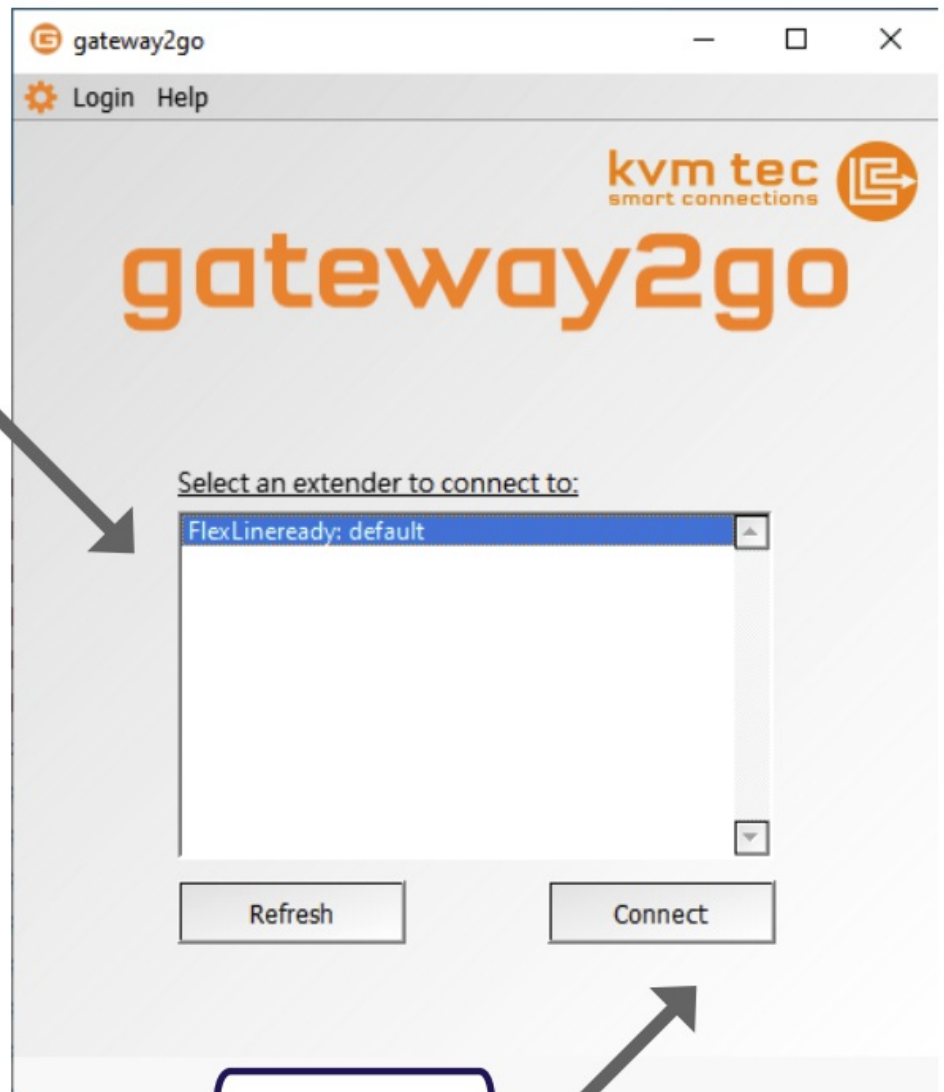 gateway2go
Login Help
kvm tec
smart connections
gateway2go
Select an extender to connect to:
FlexLineready: default
Refresh Connect